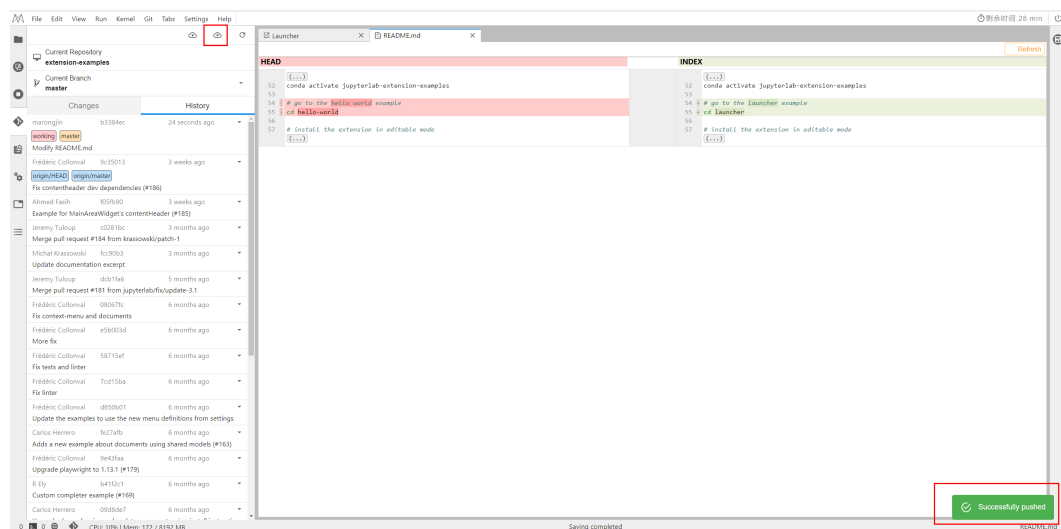 File Edit View Run Kernel Git Tabs Settings Help
剩余时间: 28 min
Current Repository
extension-examples
Current Branch
master
Changes History
marongjin b3384ec 24 seconds ago
working master
Modify README.md
Frédéric Collonval 9c35013 3 weeks ago
origin/HEAD origin/master
Fix contentheader dev dependencies (#186)
Ahmed Fasih f05fb90 3 weeks ago
Example for MainAreaWidget's contentHeader (#185)
Jeremy Tuloup c0281bc 3 months ago
Merge pull request #184 from krassowski/patch-1
Michał Krassowski fcc90b3 3 months ago
Update documentation excerpt
Jeremy Tuloup dcb1fa6 5 months ago
Merge pull request #181 from jupyterlab/fix/update-3.1
Frédéric Collonval 08067fc 6 months ago
Fix context-menu and documents
Frédéric Collonval e5b003d 6 months ago
More fix
Frédéric Collonval 58715ef 6 months ago
Fix tests and linter
Frédéric Collonval 7cd15ba 6 months ago
Fix linter
Frédéric Collonval d650b01 6 months ago
Update the examples to use the new menu definitions from settings
Carlos Herrero fe27afb 6 months ago
Adds a new example about documents using shared models (#163)
Frédéric Collonval 9e43faa 6 months ago
Upgrade playwright to 1.13.1 (#179)
R Ely b41f2c1 6 months ago
Custom completer example (#169)
Carlos Herrero 09d8de7 6 months ago
Launcher README.md
Refresh
HEAD INDEX
(...)
52 conda activate jupyterlab-extension-examples
53
54 - # go to the hello world example
55 - cd hello-world
56
57 # install the extension in editable mode
(...)
(...)
52 conda activate jupyterlab-extension-examples
53
54 + # go to the launcher example
55 + cd launcher
56
57 # install the extension in editable mode
(...)
Successfully pushed
0 0 CPU: 10% | Mem: 172 / 8192 MB Saving completed README.md